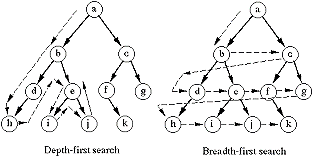 a
b c
d e f g
h i j k
Depth-first search
a
b c
d e f g
h i j k
Breadth-first search